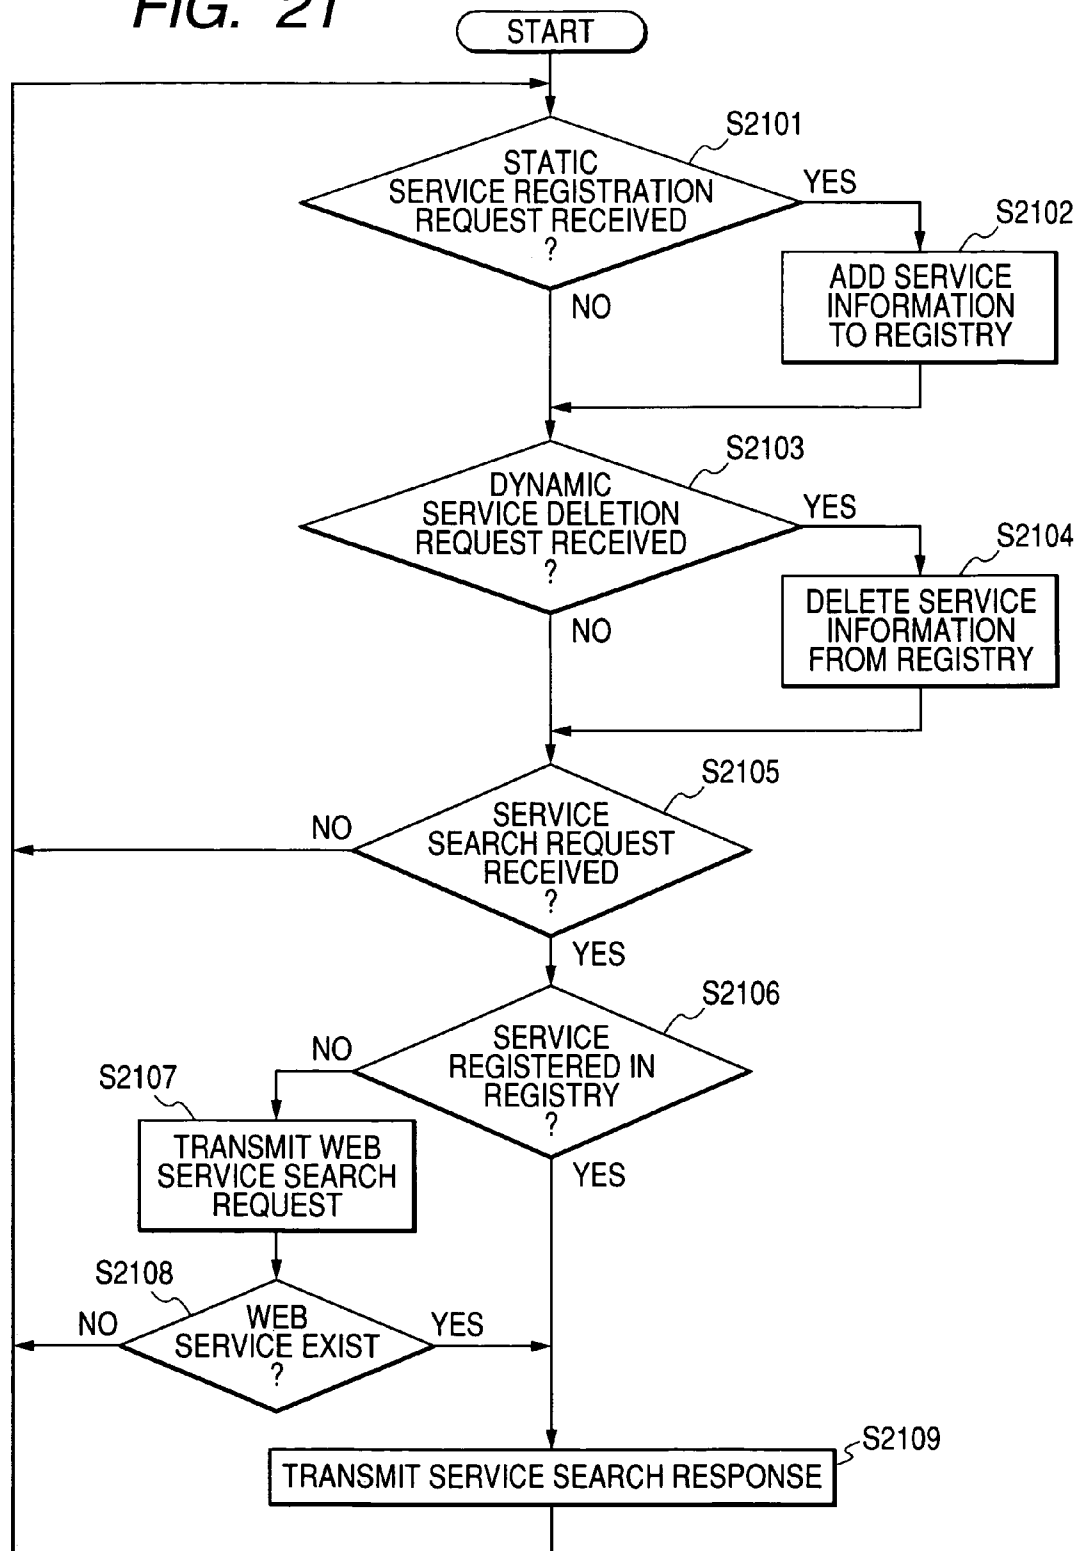 FIG. 21
START
S2101
STATIC
SERVICE REGISTRATION
REQUEST RECEIVED
?
YES
NO
S2102
ADD SERVICE
INFORMATION
TO REGISTRY
S2103
DYNAMIC
SERVICE DELETION
REQUEST RECEIVED
?
YES
NO
S2104
DELETE SERVICE
INFORMATION
FROM REGISTRY
S2105
SERVICE
SEARCH REQUEST
RECEIVED
?
NO
YES
S2106
SERVICE
REGISTERED IN
REGISTRY
?
NO
YES
S2107
TRANSMIT WEB
SERVICE SEARCH
REQUEST
S2108
WEB
SERVICE EXIST
?
NO
YES
S2109
TRANSMIT SERVICE SEARCH RESPONSE